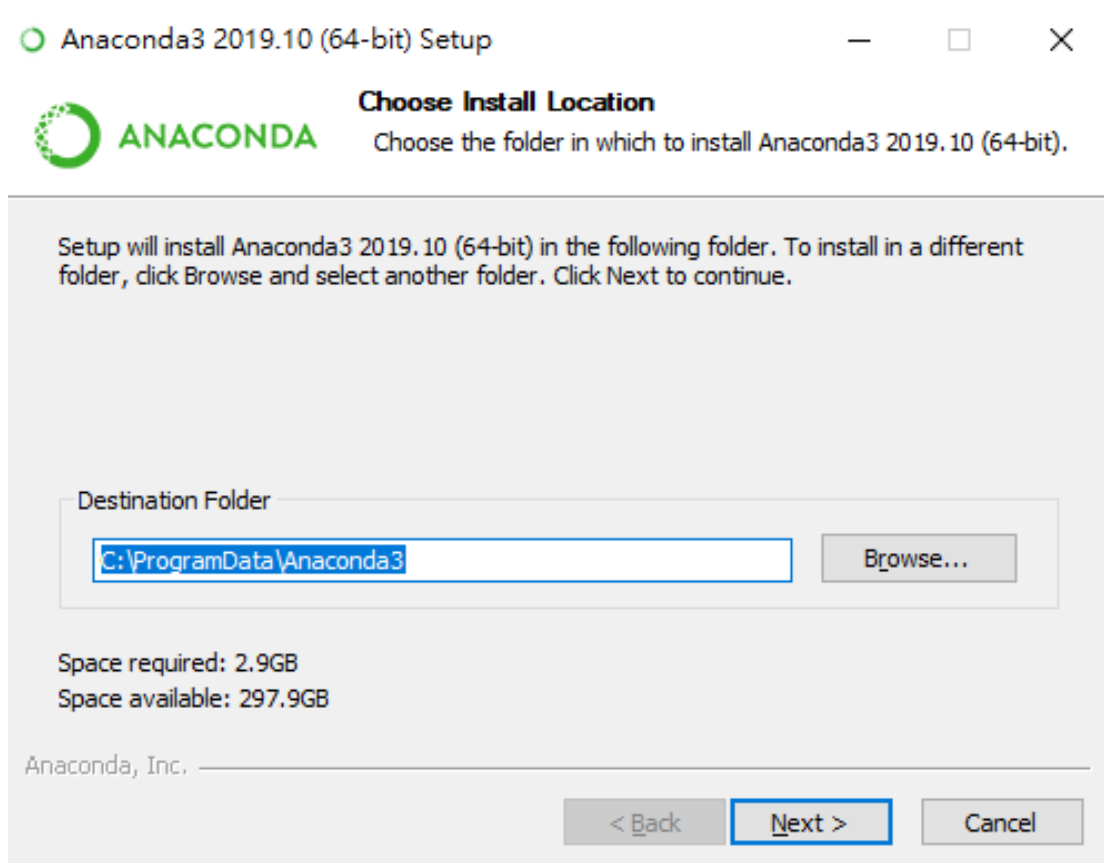 Anaconda3 2019.10 (64-bit) Setup
ANACONDA
Choose Install Location
Choose the folder in which to install Anaconda3 2019.10 (64-bit).
Setup will install Anaconda3 2019.10 (64-bit) in the following folder. To install in a different
folder, click Browse and select another folder. Click Next to continue.
Destination Folder
C:\ProgramData\Anaconda3
Browse...
Space required: 2.9GB
Space available: 297.9GB
Anaconda, Inc.
< Back
Next >
Cancel